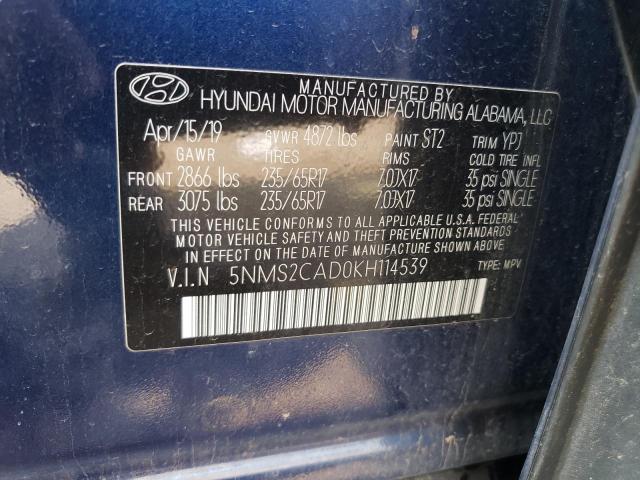 MANUFACTURED BY
HYUNDAI MOTOR MANUFACTURING ALABAMA, LLC
Apr/15/19 GVWR 4872 lbs PAINT ST2 TRIM YPJ
GAWR TIRES RIMS COLD TIRE INFL
FRONT 2866 lbs 235/65R17 7.0JX17 35 psi SINGLE
REAR 3075 lbs 235/65R17 7.0JX17 35 psi SINGLE
THIS VEHICLE CONFORMS TO ALL APPLICABLE U.S.A. FEDERAL
MOTOR VEHICLE SAFETY AND THEFT PREVENTION STANDARDS
IN EFFECT ON THE DATE OF MANUFACTURE SHOWN ABOVE
V.I.N 5NMS2CAD0KH114539 TYPE: MPV